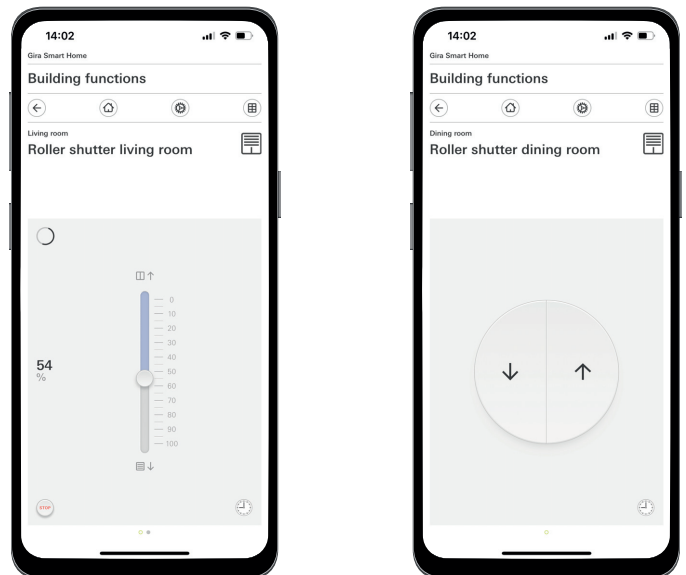 14:02
Gira Smart Home
Building functions
Living room
Roller shutter living room
0
10
20
30
40
54
%
50
60
70
80
90
100
STOP
14:02
Gira Smart Home
Building functions
Dining room
Roller shutter dining room